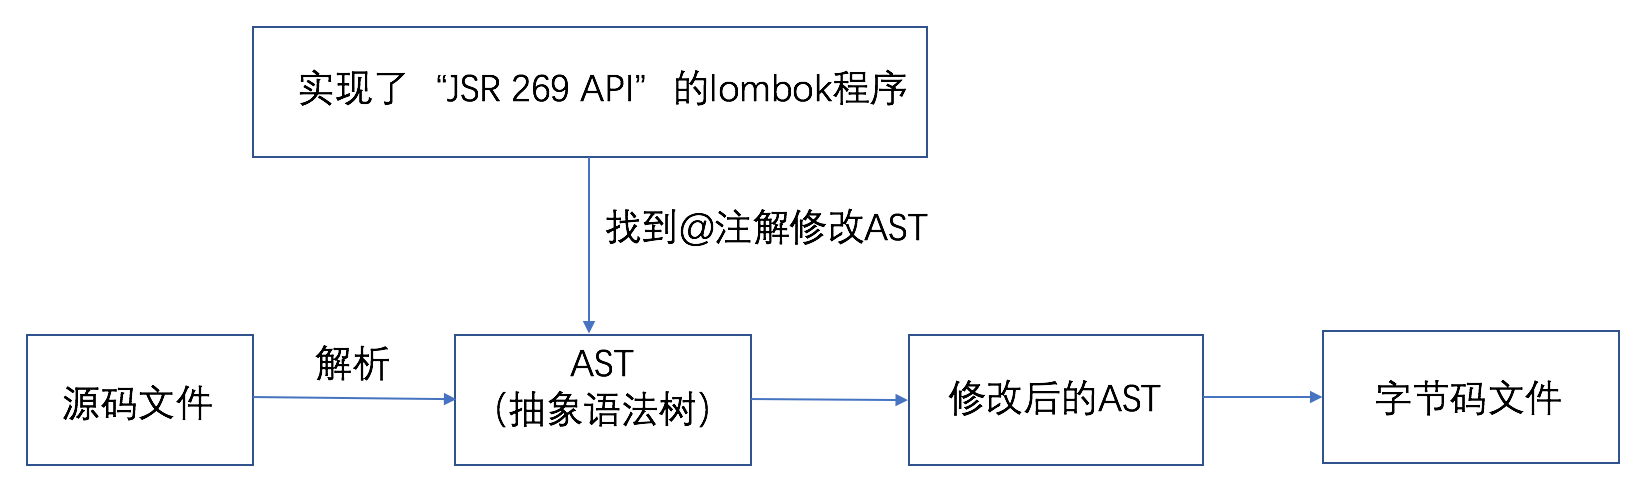 实现了“JSR 269 API”的lombok程序
找到@注解修改AST
源码文件
解析
AST
（抽象语法树）
修改后的AST
字节码文件